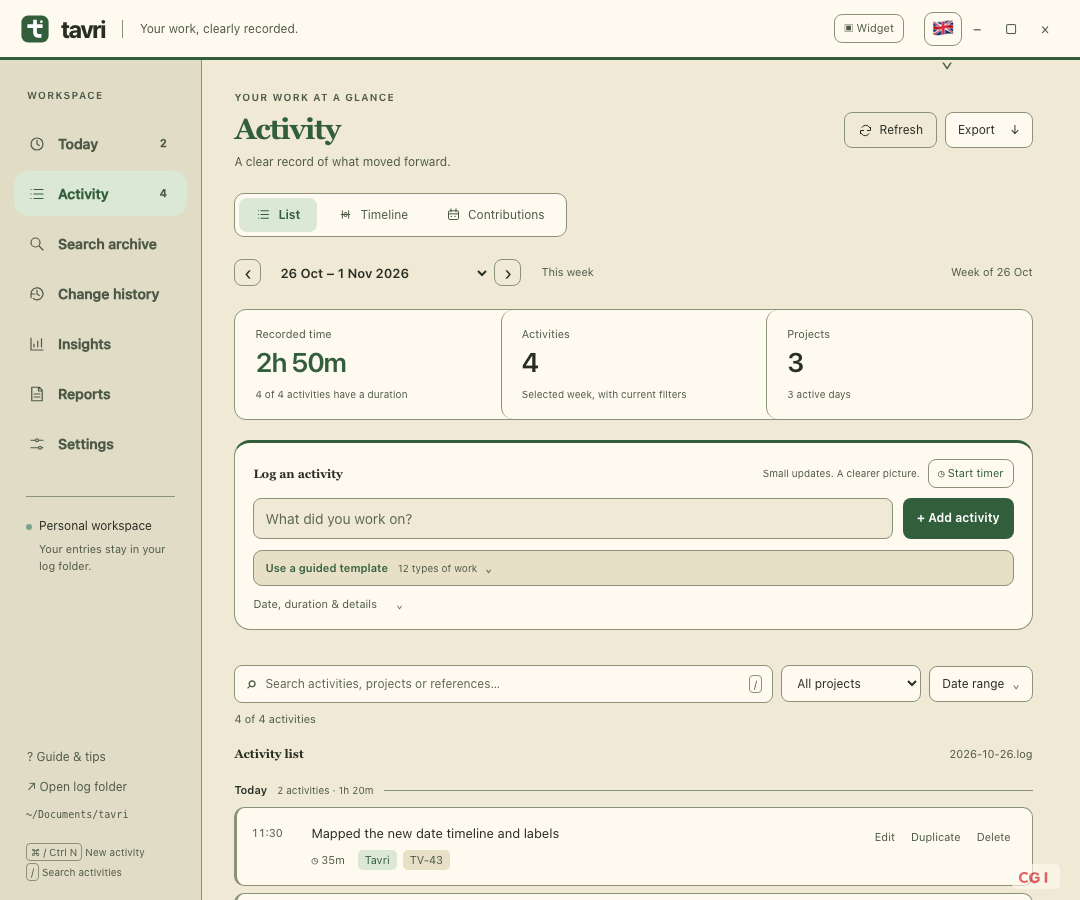 tavri
Your work, clearly recorded.
Widget
WORKSPACE
Today 2
Activity 4
Search archive
Change history
Insights
Reports
Settings
Personal workspace
Your entries stay in your
log folder.
? Guide & tips
↗ Open log folder
~/Documents/tavri
⌘ / Ctrl N New activity
/ Search activities
YOUR WORK AT A GLANCE
Activity
A clear record of what moved forward.
Refresh
Export ↓
List
Timeline
Contributions
‹ 26 Oct – 1 Nov 2026 › This week
Week of 26 Oct
Recorded time
2h 50m
4 of 4 activities have a duration
Activities
4
Selected week, with current filters
Projects
3
3 active days
Log an activity
Small updates. A clearer picture.
Start timer
What did you work on?
+ Add activity
Use a guided template 12 types of work
Date, duration & details
Search activities, projects or references...
/
All projects
Date range
4 of 4 activities
Activity list
2026-10-26.log
Today 2 activities · 1h 20m
11:30 Mapped the new date timeline and labels
Edit Duplicate Delete
35m Tavri TV-43
CGI